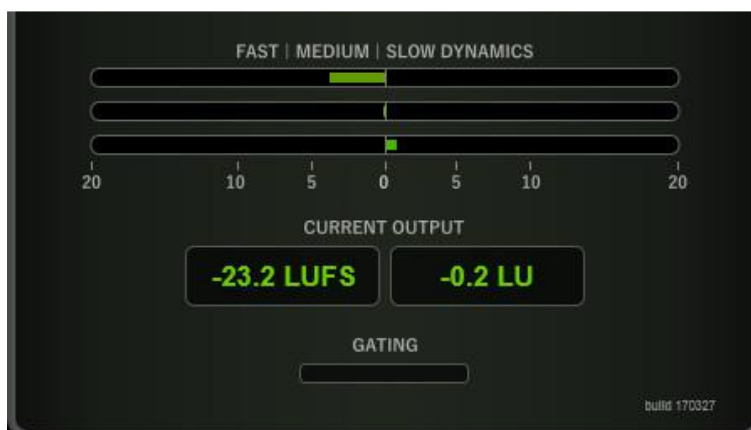 FAST | MEDIUM | SLOW DYNAMICS
20 10 5 0 5 10 20
CURRENT OUTPUT
-23.2 LUFS -0.2 LU
GATING
build 170327